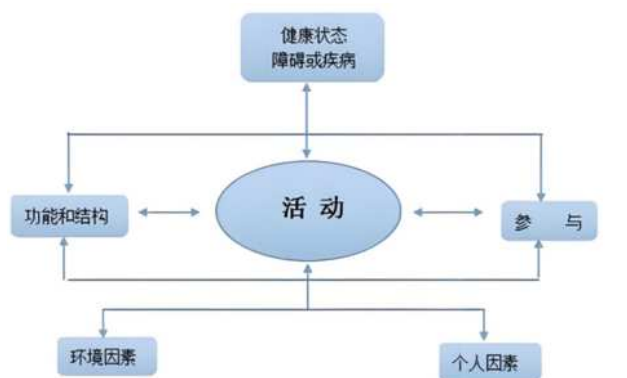 健康状态
障碍或疾病
功能和结构
活 动
参 与
环境因素
个人因素